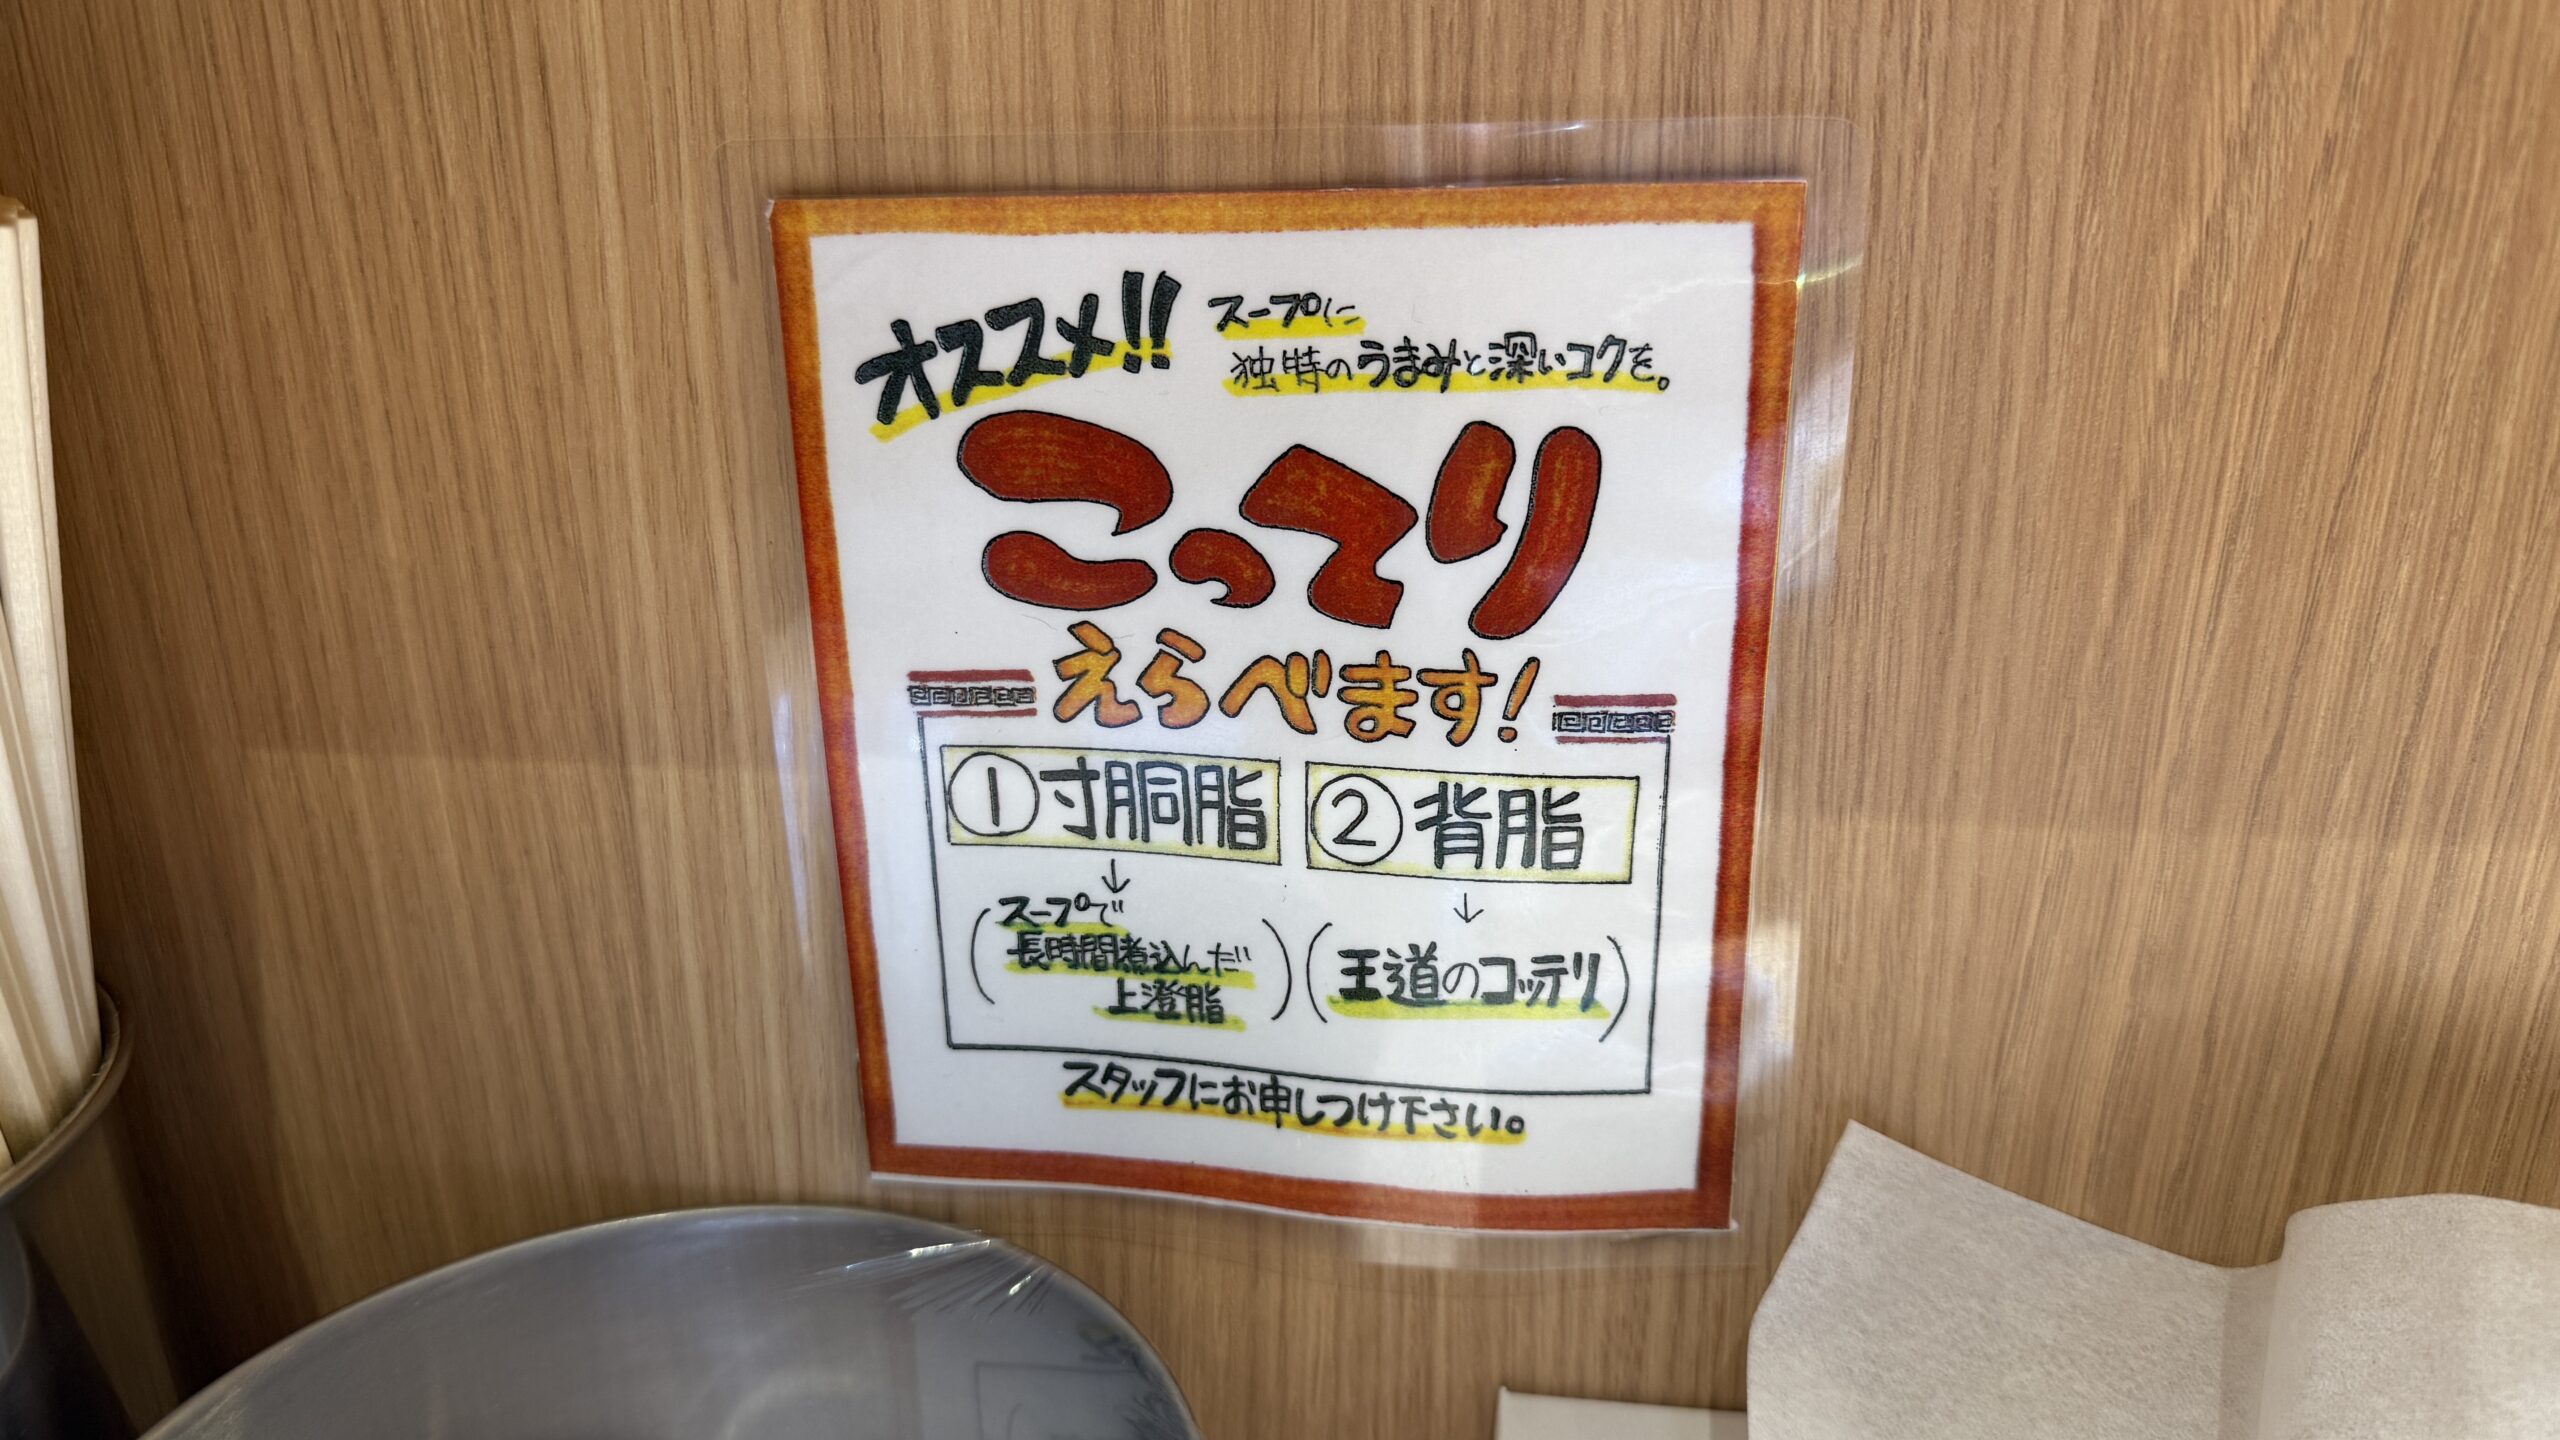 オススメ!!
スープに
独特のうまみと深いコクを。
こってり
えらべます!
①寸胴脂
↓
(スープで
長時間煮込んだ
上澄脂)
②背脂
↓
(王道のコッテリ)
スタッフにお申しつけ下さい。